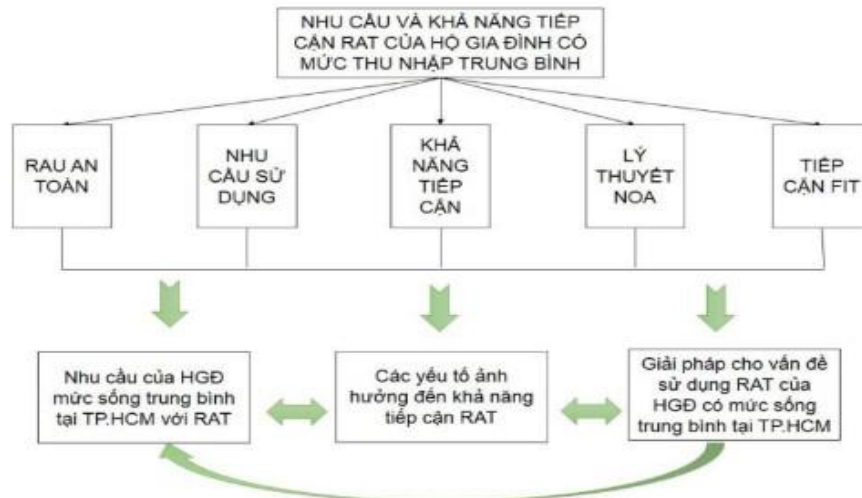 NHU CẦU VÀ KHẢ NĂNG TIẾP
CẬN RAT CỦA HỘ GIA ĐÌNH CÓ
MỨC THU NHẬP TRUNG BÌNH
RAU AN
TOÀN
NHU
CẦU SỬ
DỤNG
KHẢ
NĂNG
TIẾP
CẬN
LÝ
THUYẾT
NOA
TIẾP
CẬN FIT
Nhu cầu của HGĐ
mức sống trung bình
tại TP.HCM với RAT
Các yếu tố ảnh
hưởng đến khả năng
tiếp cận RAT
Giải pháp cho vấn đề
sử dụng RAT của
HGĐ có mức sống
trung bình tại TP.HCM